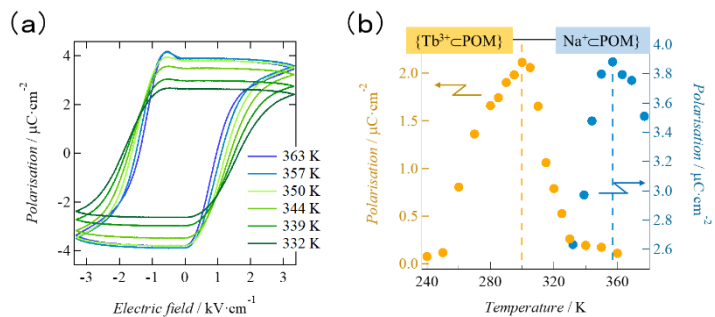 (a)
Polarisation / μC·cm⁻²
4
2
0
-2
-4
363 K
357 K
350 K
344 K
339 K
332 K
-3
-2
-1
0
1
2
3
Electric field / kV·cm⁻¹
(b)
{Tb³⁺⊂POM}
Na⁺⊂POM}
Polarisation / μC·cm⁻²
2.0
1.5
1.0
0.5
0.0
4.0
3.8
3.6
3.4
3.2
3.0
2.8
2.6
Polarisation / μC·cm⁻²
240
280
320
360
Temperature / K